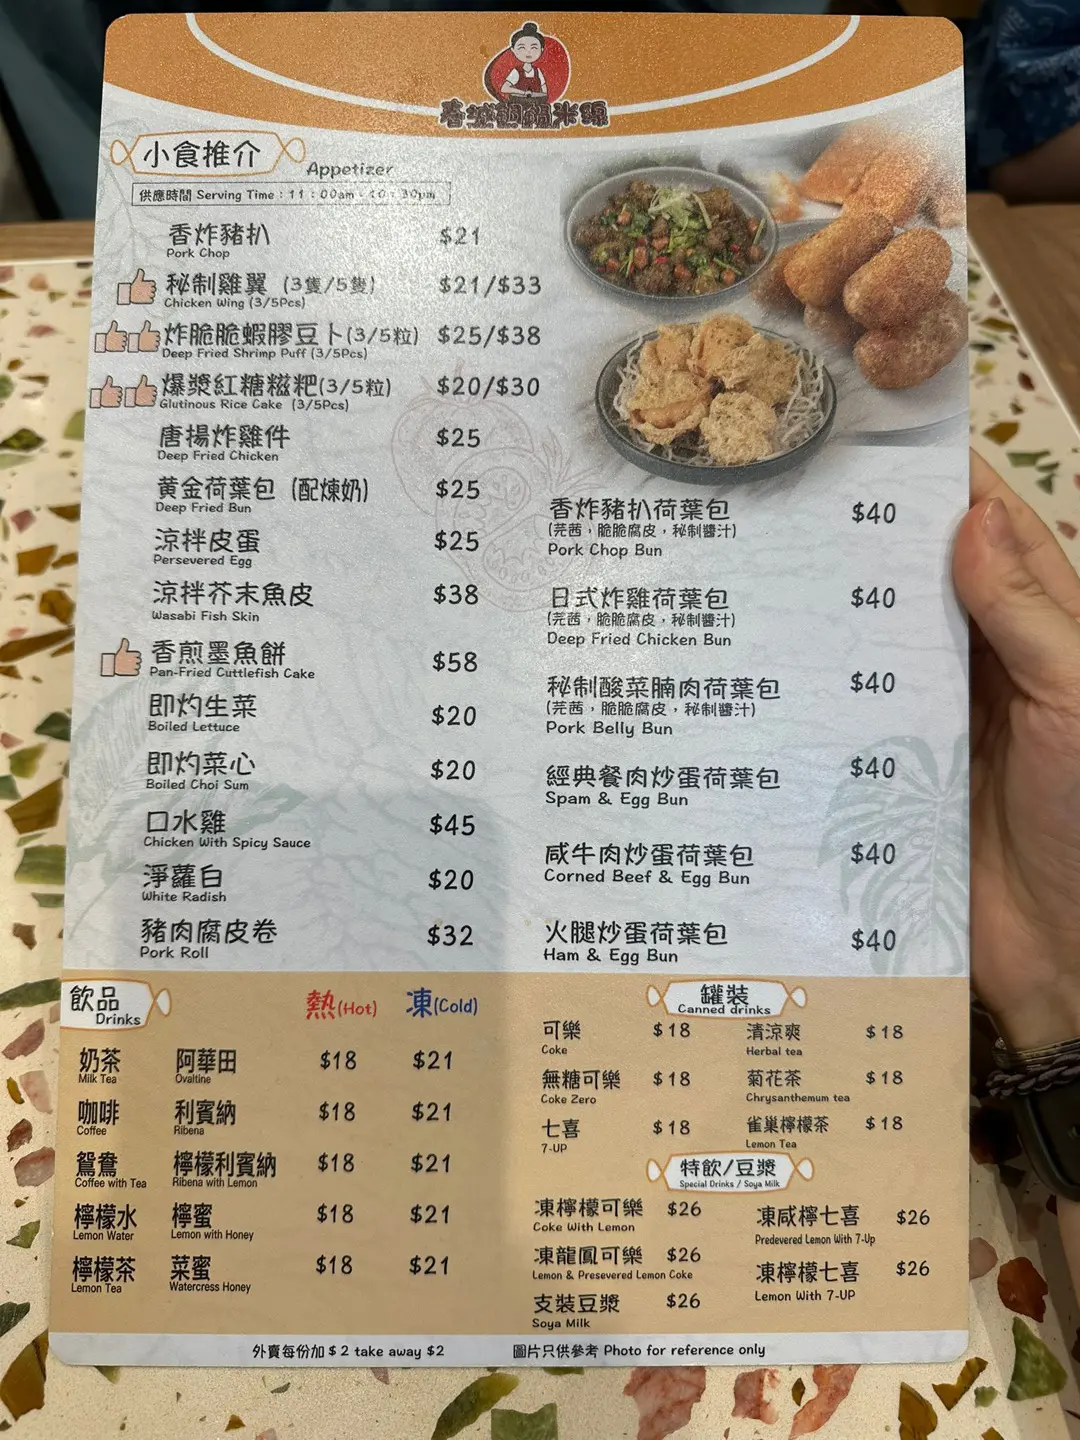 春城銅鍋米線
小食推介 Appetizer
供應時間 Serving Time : 11 : 00am - 10 : 30pm
香炸豬扒 $21
Pork Chop
秘制雞翼 (3隻/5隻) $21/$33
Chicken Wing (3/5Pcs)
炸脆脆蝦膠豆卜(3/5粒) $25/$38
Deep Fried Shrimp Puff (3/5Pcs)
爆漿紅糖糍粑(3/5粒) $20/$30
Glutinous Rice Cake (3/5Pcs)
唐揚炸雞件 $25
Deep Fried Chicken
黄金荷葉包 (配煉奶) $25
Deep Fried Bun
涼拌皮蛋 $25
Persevered Egg
涼拌芥末魚皮 $38
Wasabi Fish Skin
香煎墨魚餅 $58
Pan-Fried Cuttlefish Cake
即灼生菜 $20
Boiled Lettuce
即灼菜心 $20
Boiled Choi Sum
口水雞 $45
Chicken With Spicy Sauce
淨蘿白 $20
White Radish
豬肉腐皮卷 $32
Pork Roll
香炸豬扒荷葉包 $40
(芫茜，脆脆腐皮，秘制醬汁)
Pork Chop Bun
日式炸雞荷葉包 $40
(芫茜，脆脆腐皮，秘制醬汁)
Deep Fried Chicken Bun
秘制酸菜腩肉荷葉包 $40
(芫茜，脆脆腐皮，秘制醬汁)
Pork Belly Bun
經典餐肉炒蛋荷葉包 $40
Spam & Egg Bun
咸牛肉炒蛋荷葉包 $40
Corned Beef & Egg Bun
火腿炒蛋荷葉包 $40
Ham & Egg Bun
飲品 熱(Hot) 凍(Cold)
Drinks
奶茶 阿華田 $18 $21
Milk Tea Ovaltine
咖啡 利賓納 $18 $21
Coffee Ribena
鴛鴦 檸檬利賓納 $18 $21
Coffee with Tea Ribena with Lemon
檸檬水 檸蜜 $18 $21
Lemon Water Lemon with Honey
檸檬茶 菜蜜 $18 $21
Lemon Tea Watercress Honey
罐裝
Canned drinks
可樂 $18 清涼爽 $18
Coke Herbal tea
無糖可樂 $18 菊花茶 $18
Coke Zero Chrysanthemum tea
七喜 $18 雀巢檸檬茶 $18
7-UP Lemon Tea
特飲/豆漿
Special Drinks / Soya Milk
凍檸檬可樂 $26 凍咸檸七喜 $26
Coke With Lemon Predevered Lemon With 7-Up
凍龍鳳可樂 $26 凍檸檬七喜 $26
Lemon & Presevered Lemon Coke Lemon With 7-UP
支裝豆漿 $26
Soya Milk
外賣每份加 $ 2 take away $2 圖片只供參考 Photo for reference only